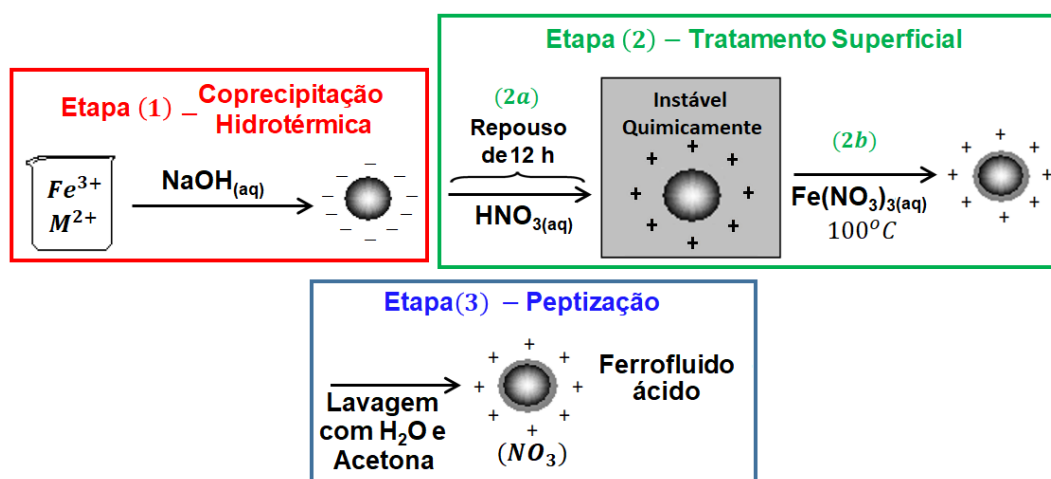 Etapa (1) – Coprecipitação
Hidrotérmica
Fe³⁺
M²⁺
NaOH(aq)
Etapa (2) – Tratamento Superficial
(2a)
Repouso
de 12 h
HNO₃(aq)
Instável
Quimicamente
(2b)
Fe(NO₃)₃(aq)
100°C
Etapa(3) – Peptização
Lavagem
com H₂O e
Acetona
(NO₃)
Ferrofluido
ácido